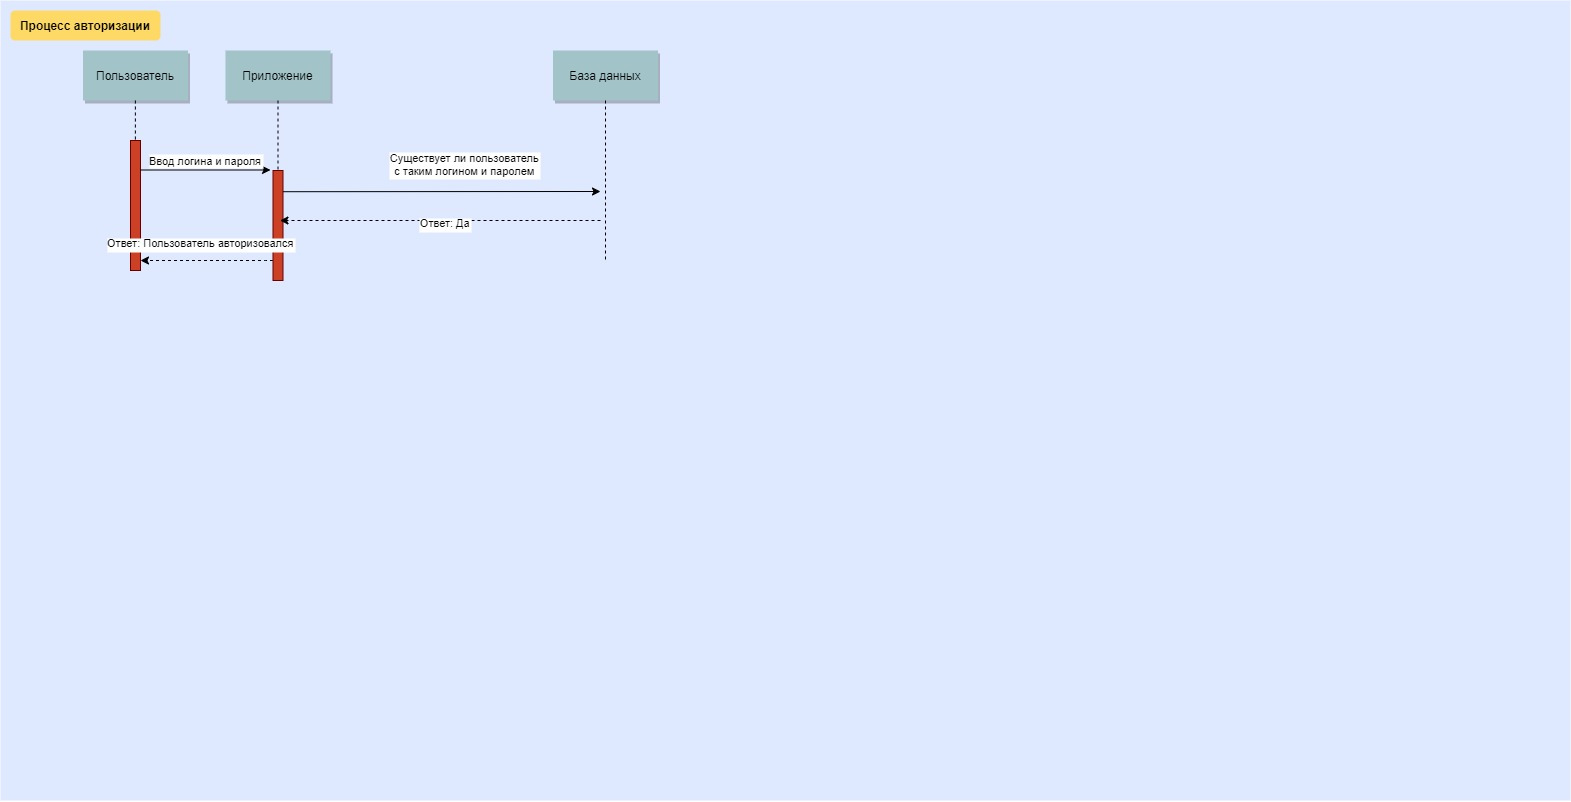 Процесс авторизации
Пользователь
Приложение
База данных
Ввод логина и пароля
Существует ли пользователь
с таким логином и паролем
Ответ: Да
Ответ: Пользователь авторизовался